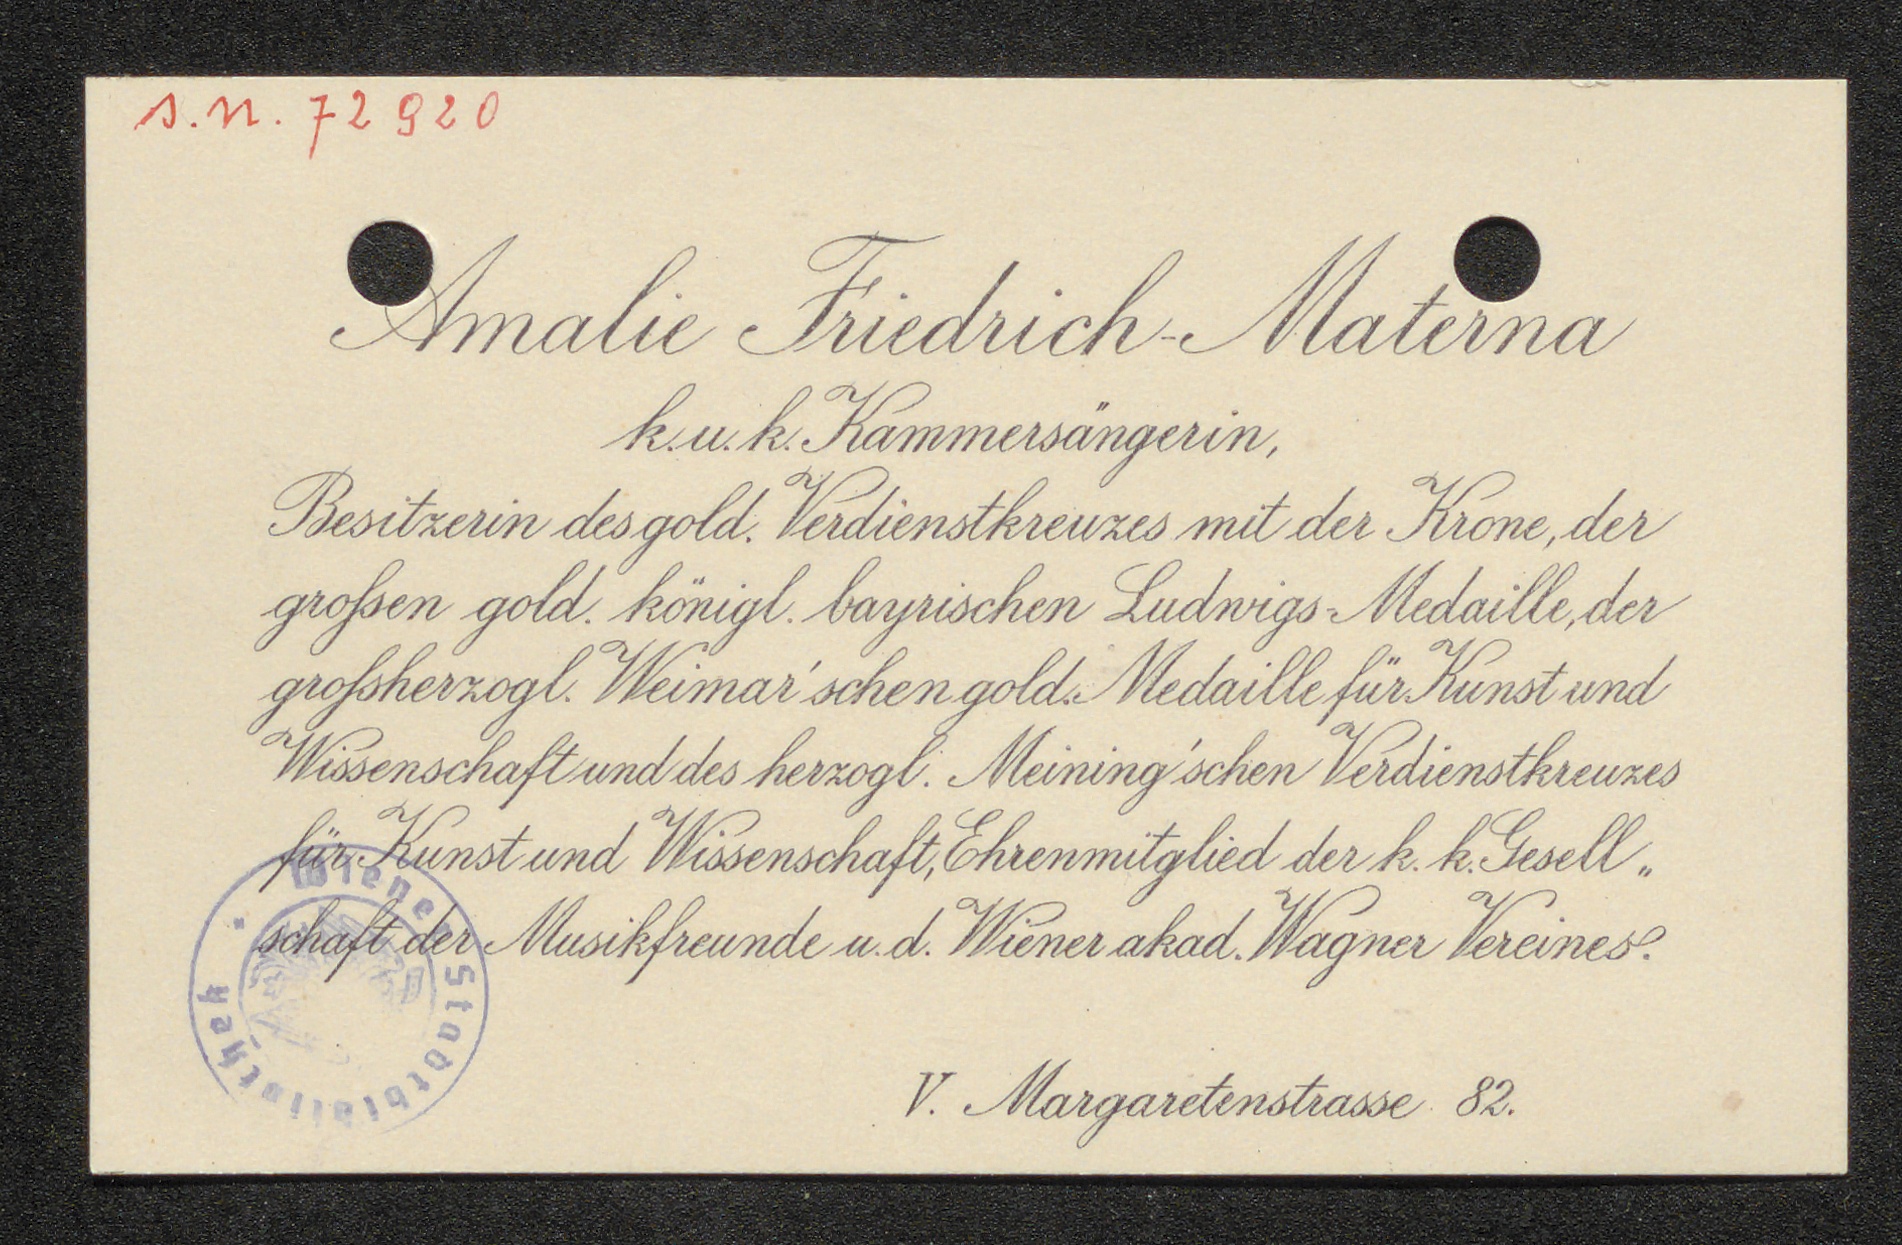 s.n. 72920
Amalie Friedrich-Materna
k.u.k. Kammersängerin,
Besitzerin des gold. Verdienstkreuzes mit der Krone, der
großen gold. königl. bayrischen Ludwigs-Medaille, der
großherzogl. Weimar'schen gold. Medaille für Kunst und
Wissenschaft und des herzogl. Meining'schen Verdienstkreuzes
für Kunst und Wissenschaft, Ehrenmitglied der k. k. Gesell„
schaft der Musikfreunde u. d. Wiener akad. Wagner Vereines.
Wiener Stadtbibliothek
V. Margaretenstrasse 82.